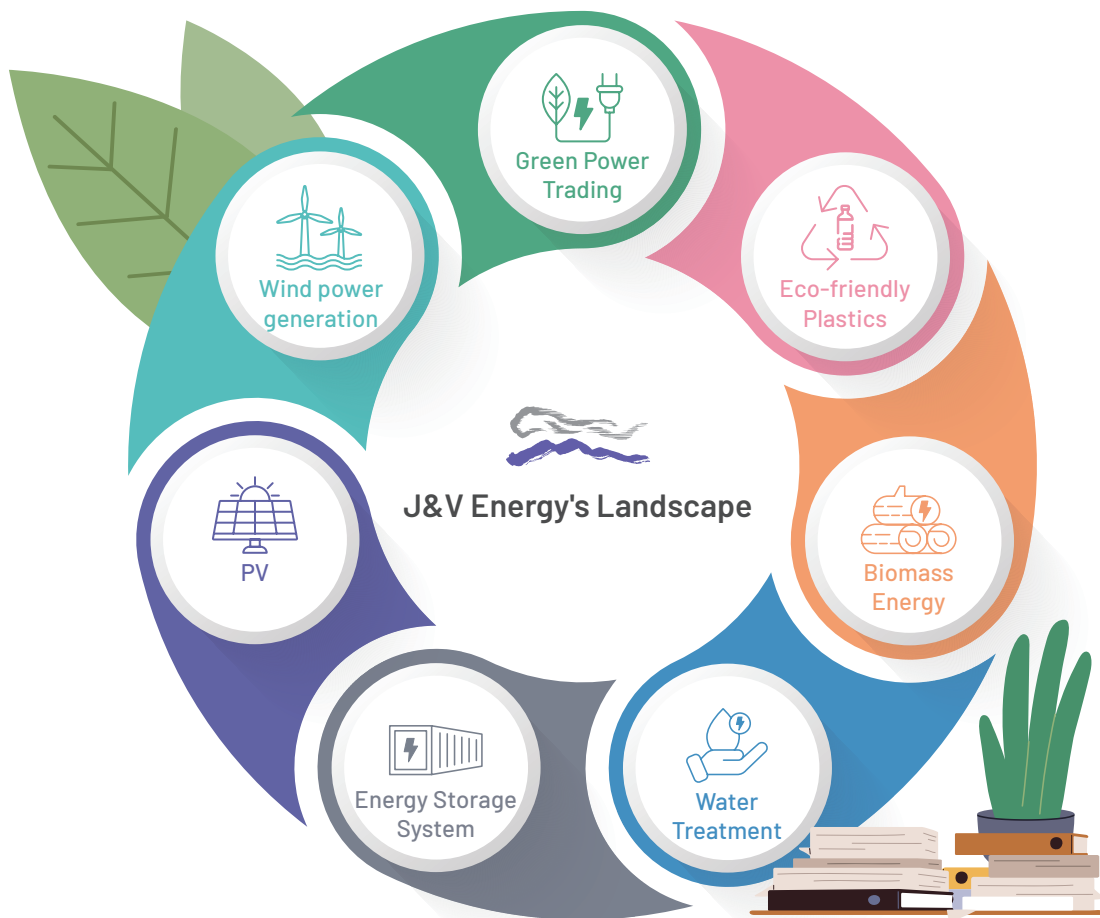 Green Power
Trading
Eco-friendly
Plastics
Wind power
generation
J&V Energy's Landscape
PV
Biomass
Energy
Energy Storage
System
Water
Treatment